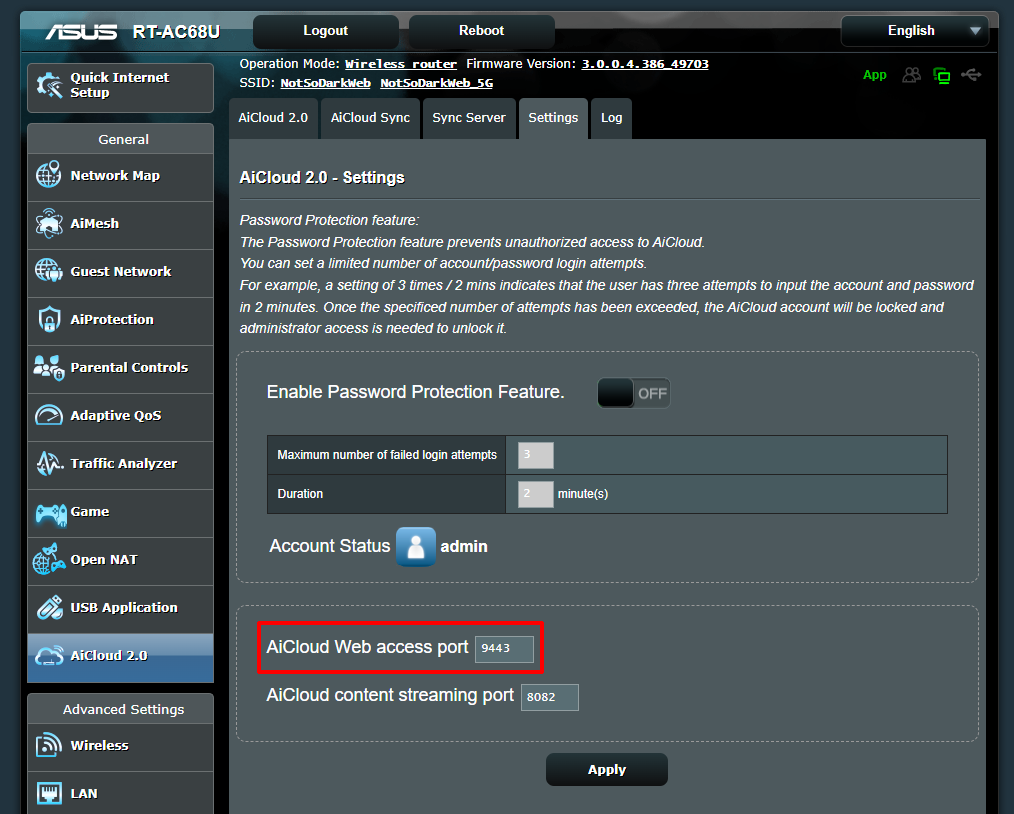 ASUS RT-AC68U
Logout
Reboot
English
Quick Internet
Setup
Operation Mode: Wireless router Firmware Version: 3.0.0.4.386_49703
SSID: NotSoDarkWeb NotSoDarkWeb_5G
App
General
Network Map
AiMesh
Guest Network
AiProtection
Parental Controls
Adaptive QoS
Traffic Analyzer
Game
Open NAT
USB Application
AiCloud 2.0
Advanced Settings
Wireless
LAN
AiCloud 2.0
AiCloud Sync
Sync Server
Settings
Log
AiCloud 2.0 - Settings
Password Protection feature:
The Password Protection feature prevents unauthorized access to AiCloud.
You can set a limited number of account/password login attempts.
For example, a setting of 3 times / 2 mins indicates that the user has three attempts to input the account and password
in 2 minutes. Once the specificed number of attempts has been exceeded, the AiCloud account will be locked and
administrator access is needed to unlock it.
Enable Password Protection Feature.
OFF
Maximum number of failed login attempts 3
Duration 2 minute(s)
Account Status admin
AiCloud Web access port 9443
AiCloud content streaming port 8082
Apply